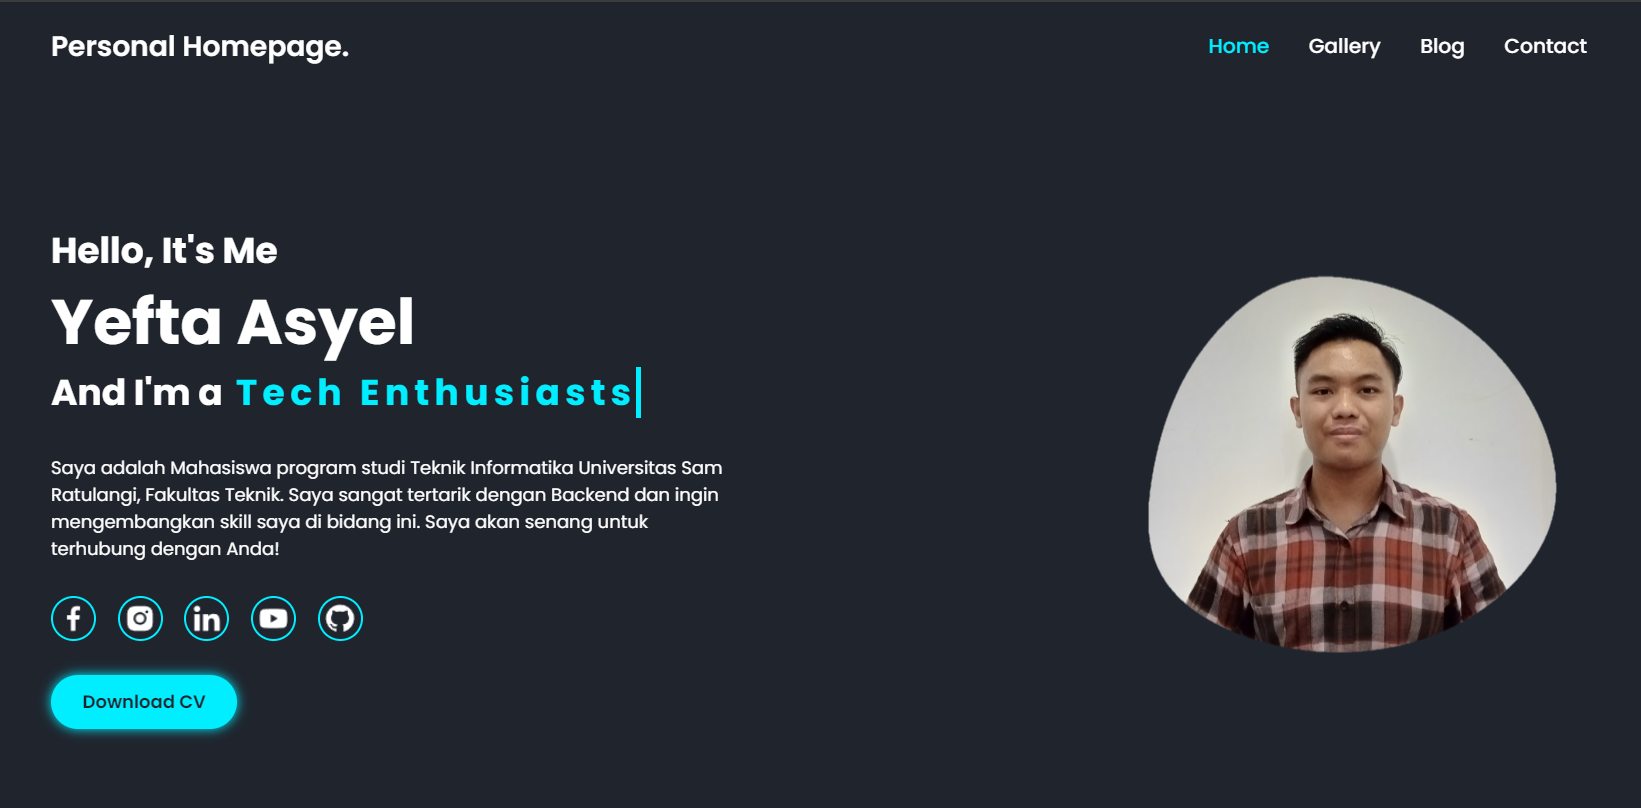 Personal Homepage.
Home Gallery Blog Contact
Hello, It's Me
Yefta Asyel
And I'm a Tech Enthusiasts
Saya adalah Mahasiswa program studi Teknik Informatika Universitas Sam
Ratulangi, Fakultas Teknik. Saya sangat tertarik dengan Backend dan ingin
mengembangkan skill saya di bidang ini. Saya akan senang untuk
terhubung dengan Anda!
Download CV